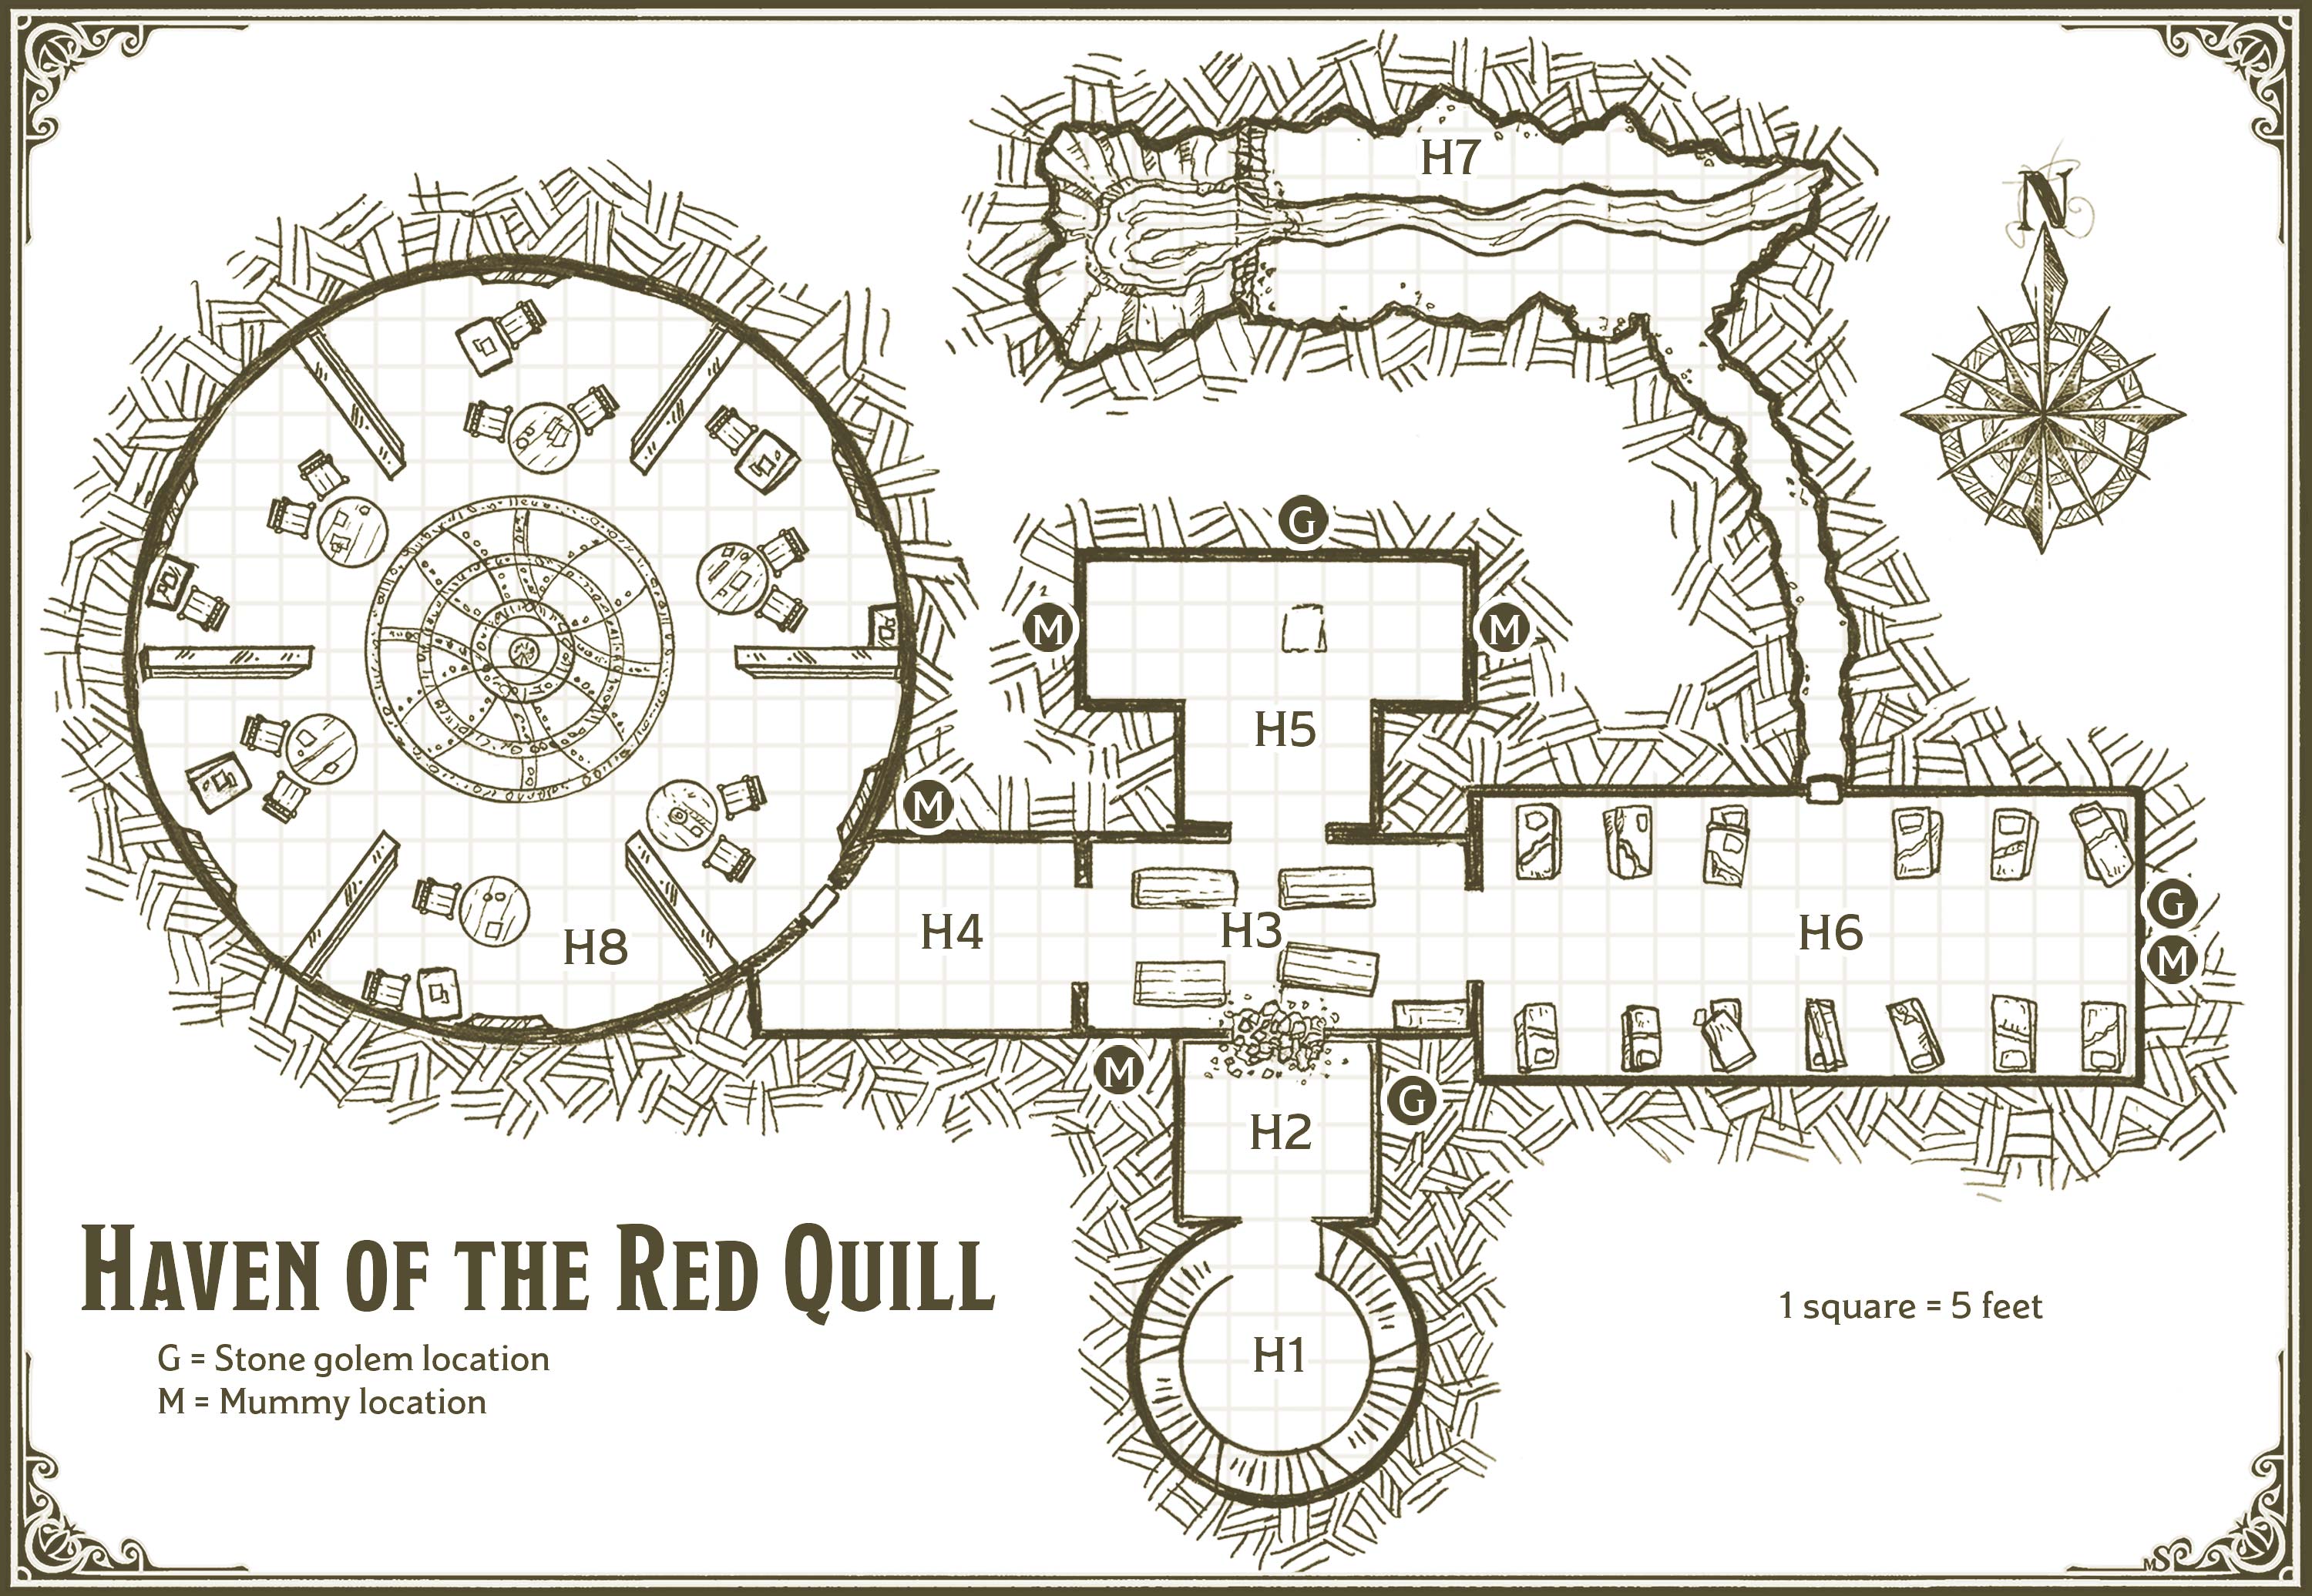 H7
N
G
M
M
H5
M
G
H4
H3
H6
H8
M
M
G
H2
Haven of the Red Quill
1 square = 5 feet
G = Stone golem location
M = Mummy location
H1
MS